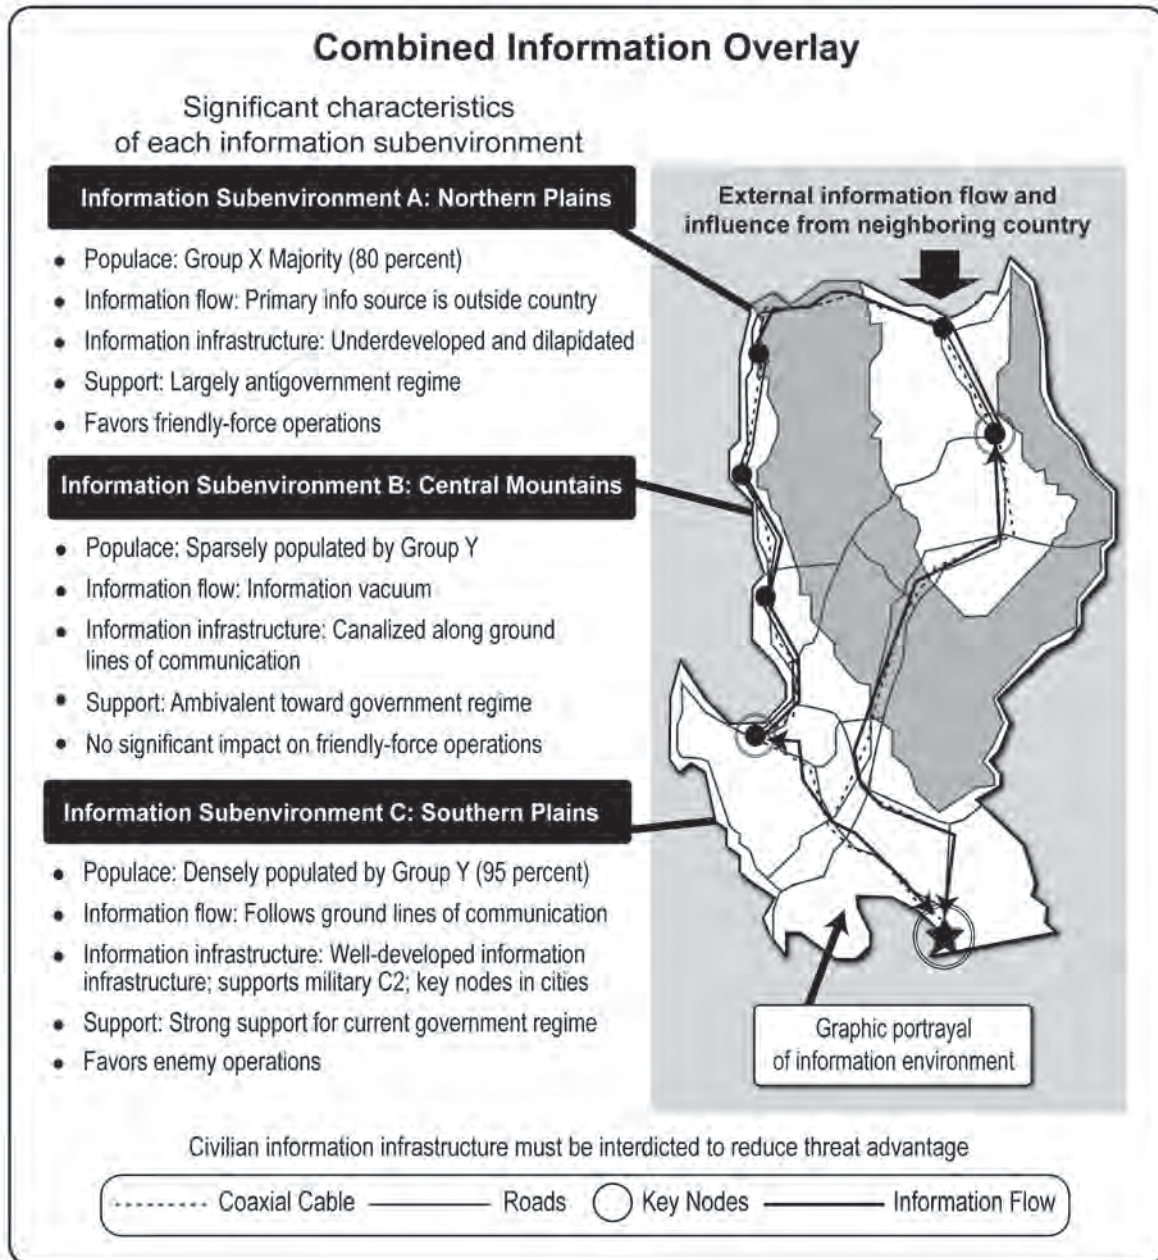 Combined Information Overlay
Significant characteristics
of each information subenvironment
Information Subenvironment A: Northern Plains
• Populace: Group X Majority (80 percent)
• Information flow: Primary info source is outside country
• Information infrastructure: Underdeveloped and dilapidated
• Support: Largely antigovernment regime
• Favors friendly-force operations
Information Subenvironment B: Central Mountains
• Populace: Sparsely populated by Group Y
• Information flow: Information vacuum
• Information infrastructure: Canalized along ground
lines of communication
• Support: Ambivalent toward government regime
• No significant impact on friendly-force operations
Information Subenvironment C: Southern Plains
• Populace: Densely populated by Group Y (95 percent)
• Information flow: Follows ground lines of communication
• Information infrastructure: Well-developed information
infrastructure; supports military C2; key nodes in cities
• Support: Strong support for current government regime
• Favors enemy operations
External information flow and
influence from neighboring country
Graphic portrayal
of information environment
Civilian information infrastructure must be interdicted to reduce threat advantage
Coaxial Cable
Roads
Key Nodes
Information Flow